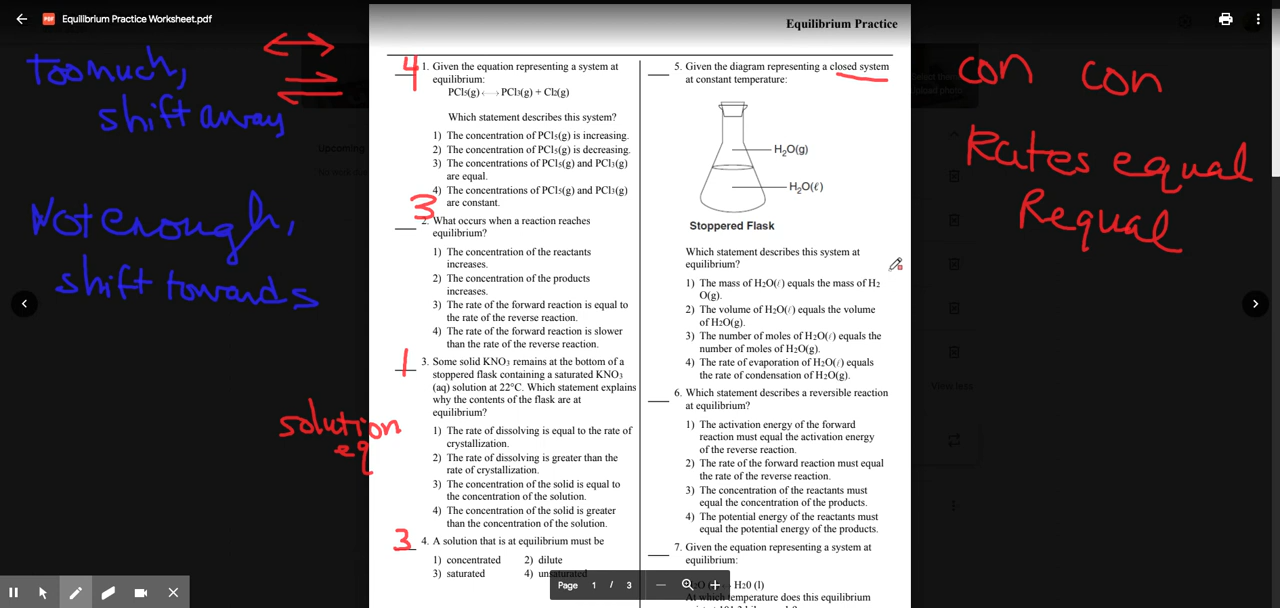 Equilibrium Practice Worksheet.pdf
Too much,
shift away
Not enough,
shift towards
solution
eq
Equilibrium Practice
4 1. Given the equation representing a system at
equilibrium:
PCl5(g) ←→ PCl3(g) + Cl2(g)
Which statement describes this system?
1) The concentration of PCl5(g) is increasing.
2) The concentration of PCl5(g) is decreasing.
3) The concentrations of PCl5(g) and PCl3(g)
are equal.
4) The concentrations of PCl5(g) and PCl3(g)
are constant.
3 2. What occurs when a reaction reaches
equilibrium?
1) The concentration of the reactants
increases.
2) The concentration of the products
increases.
3) The rate of the forward reaction is equal to
the rate of the reverse reaction.
4) The rate of the forward reaction is slower
than the rate of the reverse reaction.
1 3. Some solid KNO3 remains at the bottom of a
stoppered flask containing a saturated KNO3
(aq) solution at 22°C. Which statement explains
why the contents of the flask are at
equilibrium?
1) The rate of dissolving is equal to the rate of
crystallization.
2) The rate of dissolving is greater than the
rate of crystallization.
3) The concentration of the solid is equal to
the concentration of the solution.
4) The concentration of the solid is greater
than the concentration of the solution.
3 4. A solution that is at equilibrium must be
1) concentrated 2) dilute
3) saturated 4) unsaturated
5. Given the diagram representing a closed system
at constant temperature:
H2O(g)
H2O(ℓ)
Stoppered Flask
Which statement describes this system at
equilibrium?
1) The mass of H2O(ℓ) equals the mass of H2
O(g).
2) The volume of H2O(ℓ) equals the volume
of H2O(g).
3) The number of moles of H2O(ℓ) equals the
number of moles of H2O(g).
4) The rate of evaporation of H2O(ℓ) equals
the rate of condensation of H2O(g).
6. Which statement describes a reversible reaction
at equilibrium?
1) The activation energy of the forward
reaction must equal the activation energy
of the reverse reaction.
2) The rate of the forward reaction must equal
the rate of the reverse reaction.
3) The concentration of the reactants must
equal the concentration of the products.
4) The potential energy of the reactants must
equal the potential energy of the products.
7. Given the equation representing a system at
equilibrium:
H20 (l)
At which temperature does this equilibrium
con con
Rates equal
Requal
Upcoming
View less
Page 1 / 3